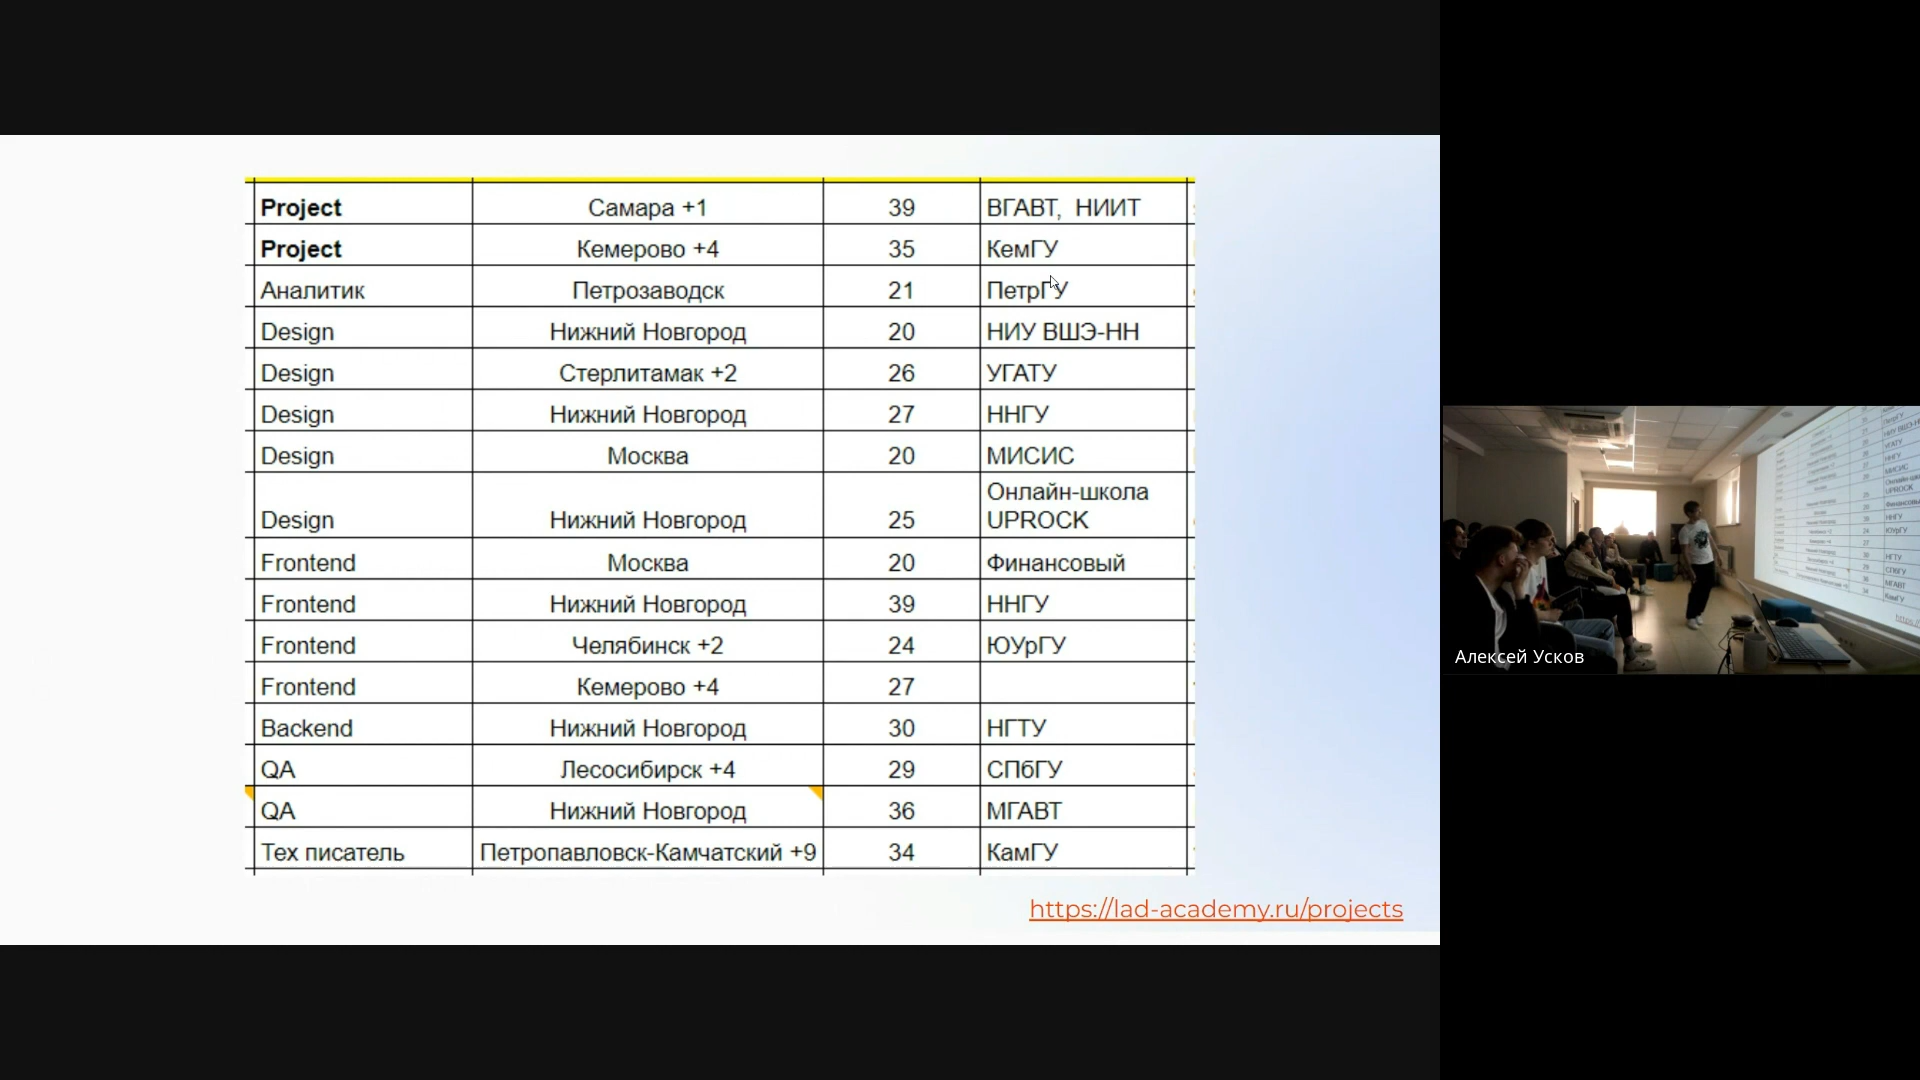 Project Самара +1 39 ВГАВТ, НИИТ
Project Кемерово +4 35 КемГУ
Аналитик Петрозаводск 21 ПетрГУ
Design Нижний Новгород 20 НИУ ВШЭ-НН
Design Стерлитамак +2 26 УГАТУ
Design Нижний Новгород 27 ННГУ
Design Москва 20 МИСИС
Онлайн-школа
Design Нижний Новгород 25 UPROCK
Frontend Москва 20 Финансовый
Frontend Нижний Новгород 39 ННГУ
Frontend Челябинск +2 24 ЮУрГУ
Frontend Кемерово +4 27
Backend Нижний Новгород 30 НГТУ
QA Лесосибирск +4 29 СПбГУ
QA Нижний Новгород 36 МГАВТ
Тех писатель Петропавловск-Камчатский +9 34 КамГУ
https://lad-academy.ru/projects
Алексей Усков